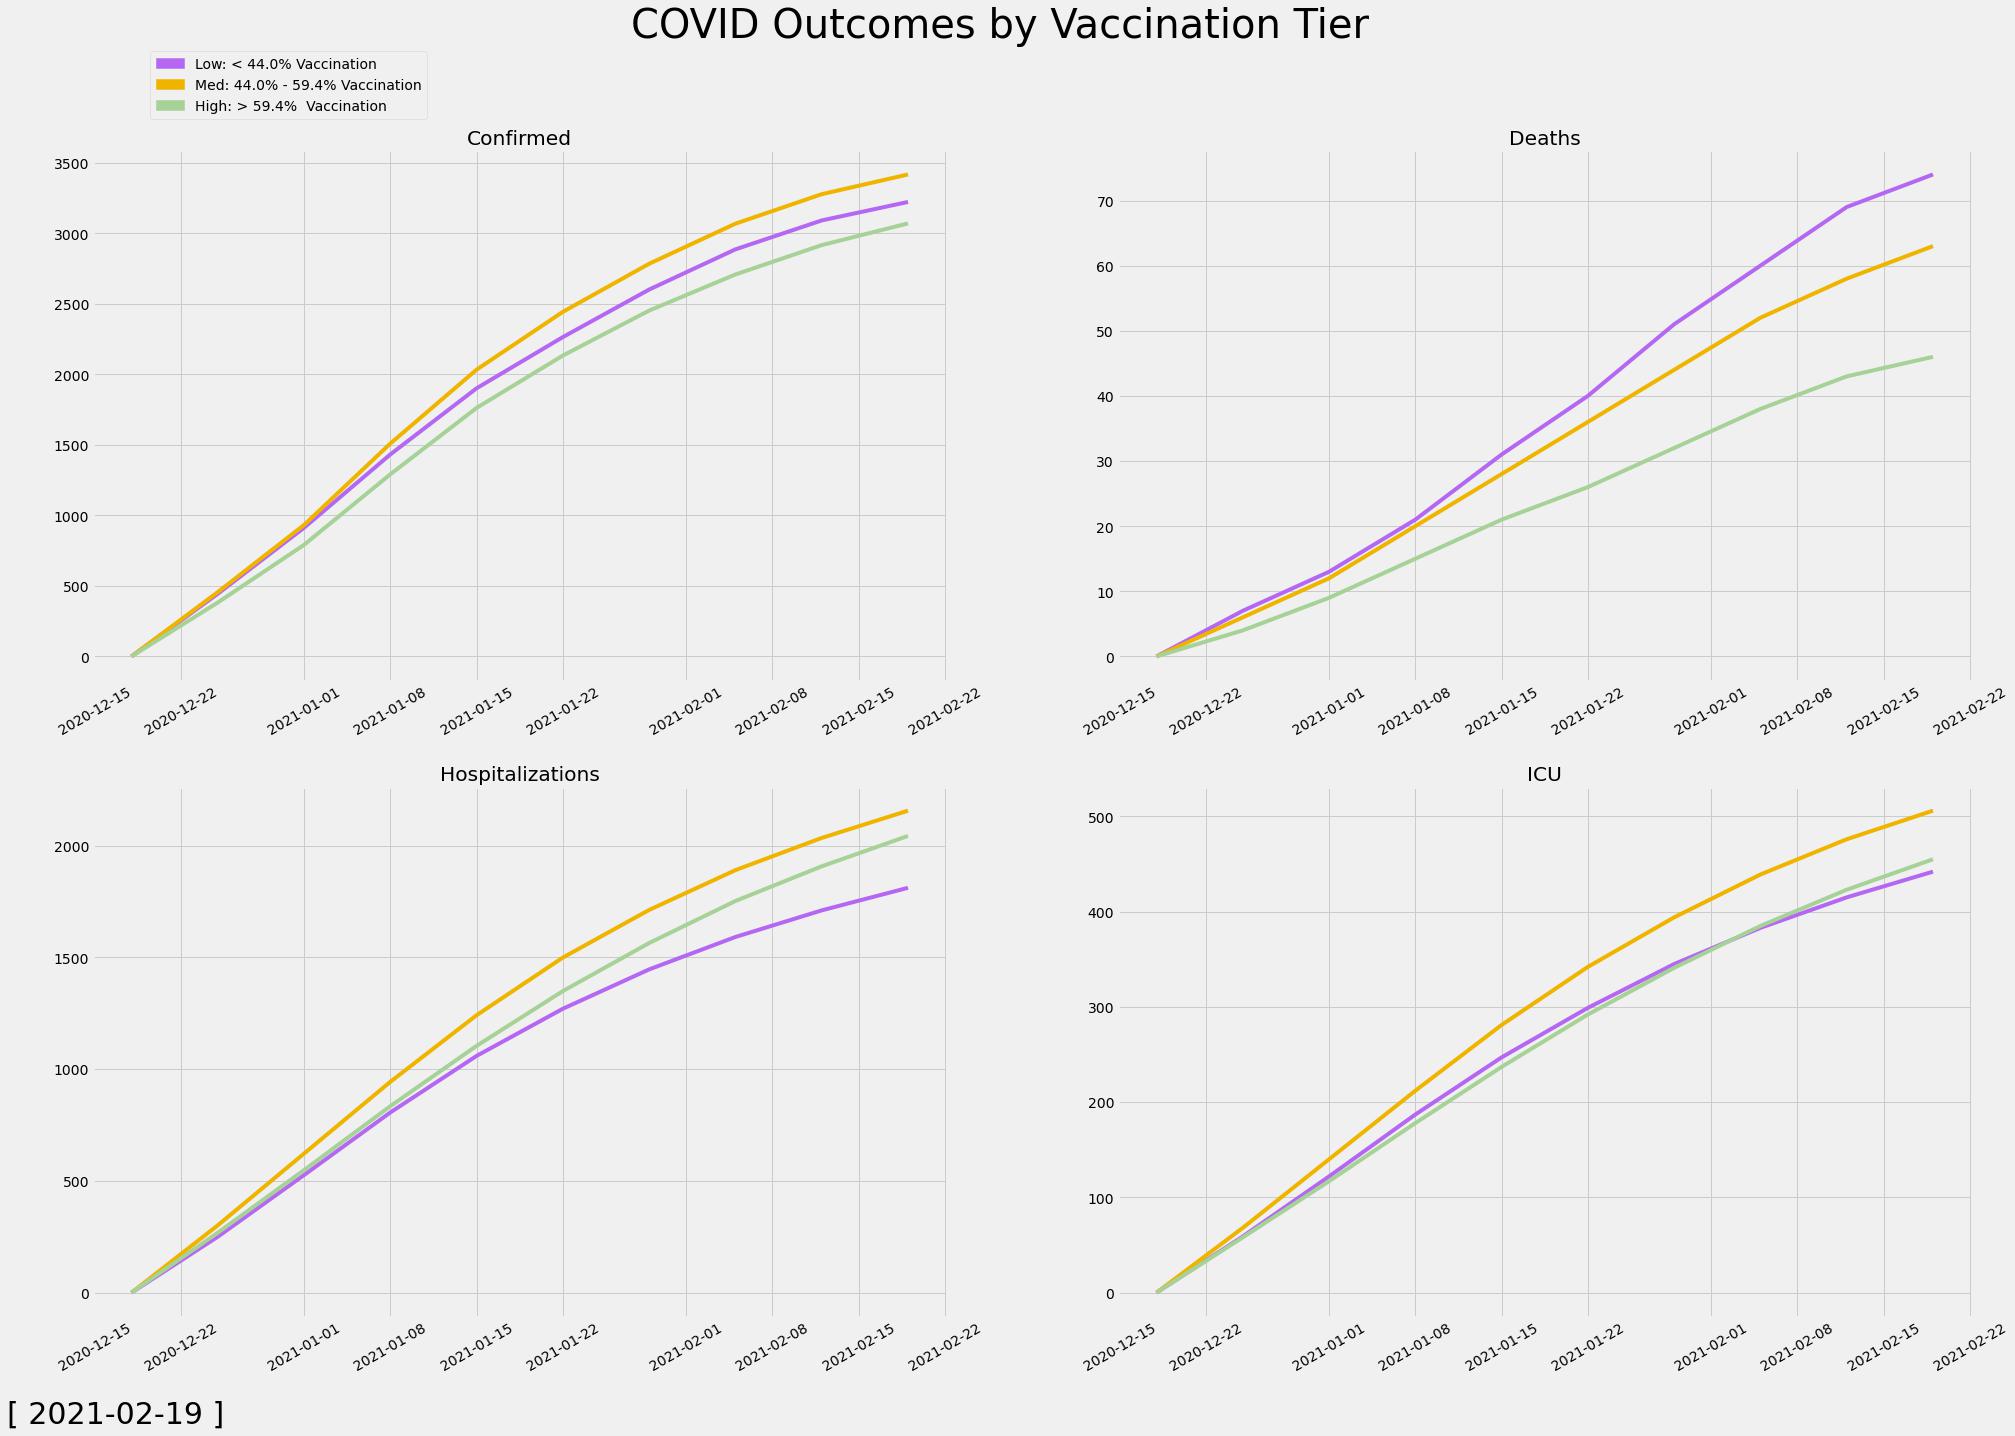 COVID Outcomes by Vaccination Tier
Low: < 44.0% Vaccination
Med: 44.0% - 59.4% Vaccination
High: > 59.4%  Vaccination
Confirmed
3500
3000
2500
2000
1500
1000
500
0
2020-12-15 2020-12-22 2021-01-01 2021-01-08 2021-01-15 2021-01-22 2021-02-01 2021-02-08 2021-02-15 2021-02-22
Deaths
70
60
50
40
30
20
10
0
2020-12-15 2020-12-22 2021-01-01 2021-01-08 2021-01-15 2021-01-22 2021-02-01 2021-02-08 2021-02-15 2021-02-22
Hospitalizations
2000
1500
1000
500
0
2020-12-15 2020-12-22 2021-01-01 2021-01-08 2021-01-15 2021-01-22 2021-02-01 2021-02-08 2021-02-15 2021-02-22
ICU
500
400
300
200
100
0
2020-12-15 2020-12-22 2021-01-01 2021-01-08 2021-01-15 2021-01-22 2021-02-01 2021-02-08 2021-02-15 2021-02-22
[ 2021-02-19 ]